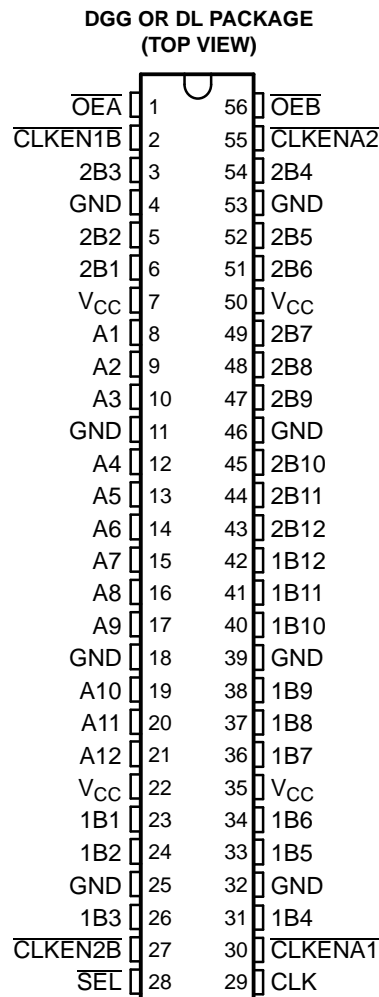 DGG OR DL PACKAGE
(TOP VIEW)
OEA 1 56 OEB
CLKEN1B 2 55 CLKENA2
2B3 3 54 2B4
GND 4 53 GND
2B2 5 52 2B5
2B1 6 51 2B6
VCC 7 50 VCC
A1 8 49 2B7
A2 9 48 2B8
A3 10 47 2B9
GND 11 46 GND
A4 12 45 2B10
A5 13 44 2B11
A6 14 43 2B12
A7 15 42 1B12
A8 16 41 1B11
A9 17 40 1B10
GND 18 39 GND
A10 19 38 1B9
A11 20 37 1B8
A12 21 36 1B7
VCC 22 35 VCC
1B1 23 34 1B6
1B2 24 33 1B5
GND 25 32 GND
1B3 26 31 1B4
CLKEN2B 27 30 CLKENA1
SEL 28 29 CLK